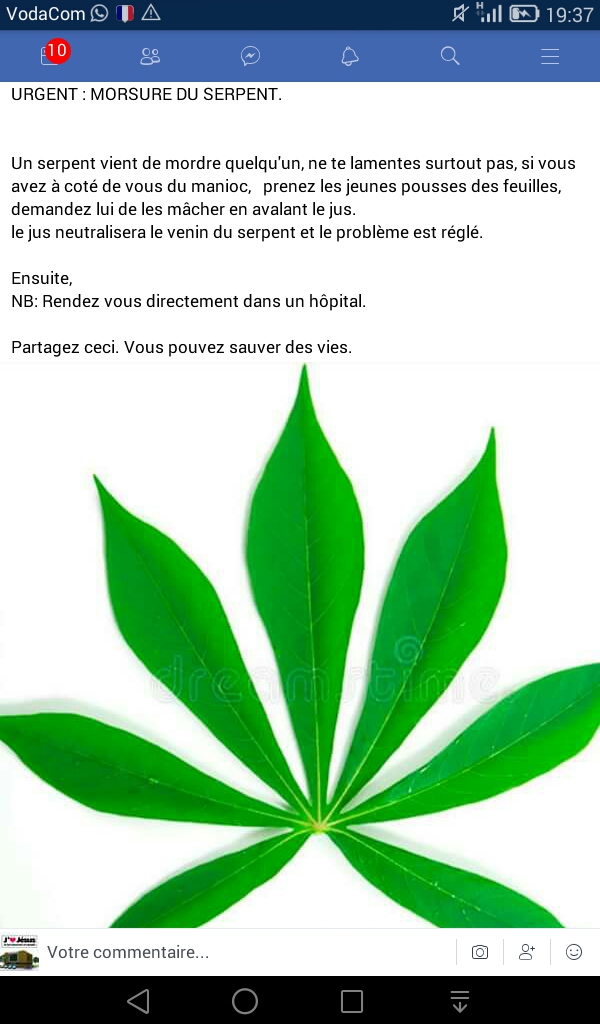 VodaCom 19:37
10
URGENT : MORSURE DU SERPENT.
Un serpent vient de mordre quelqu'un, ne te lamentes surtout pas, si vous
avez à coté de vous du manioc, prenez les jeunes pousses des feuilles,
demandez lui de les mâcher en avalant le jus.
le jus neutralisera le venin du serpent et le problème est réglé.
Ensuite,
NB: Rendez vous directement dans un hôpital.
Partagez ceci. Vous pouvez sauver des vies.
dreamstime
Votre commentaire...